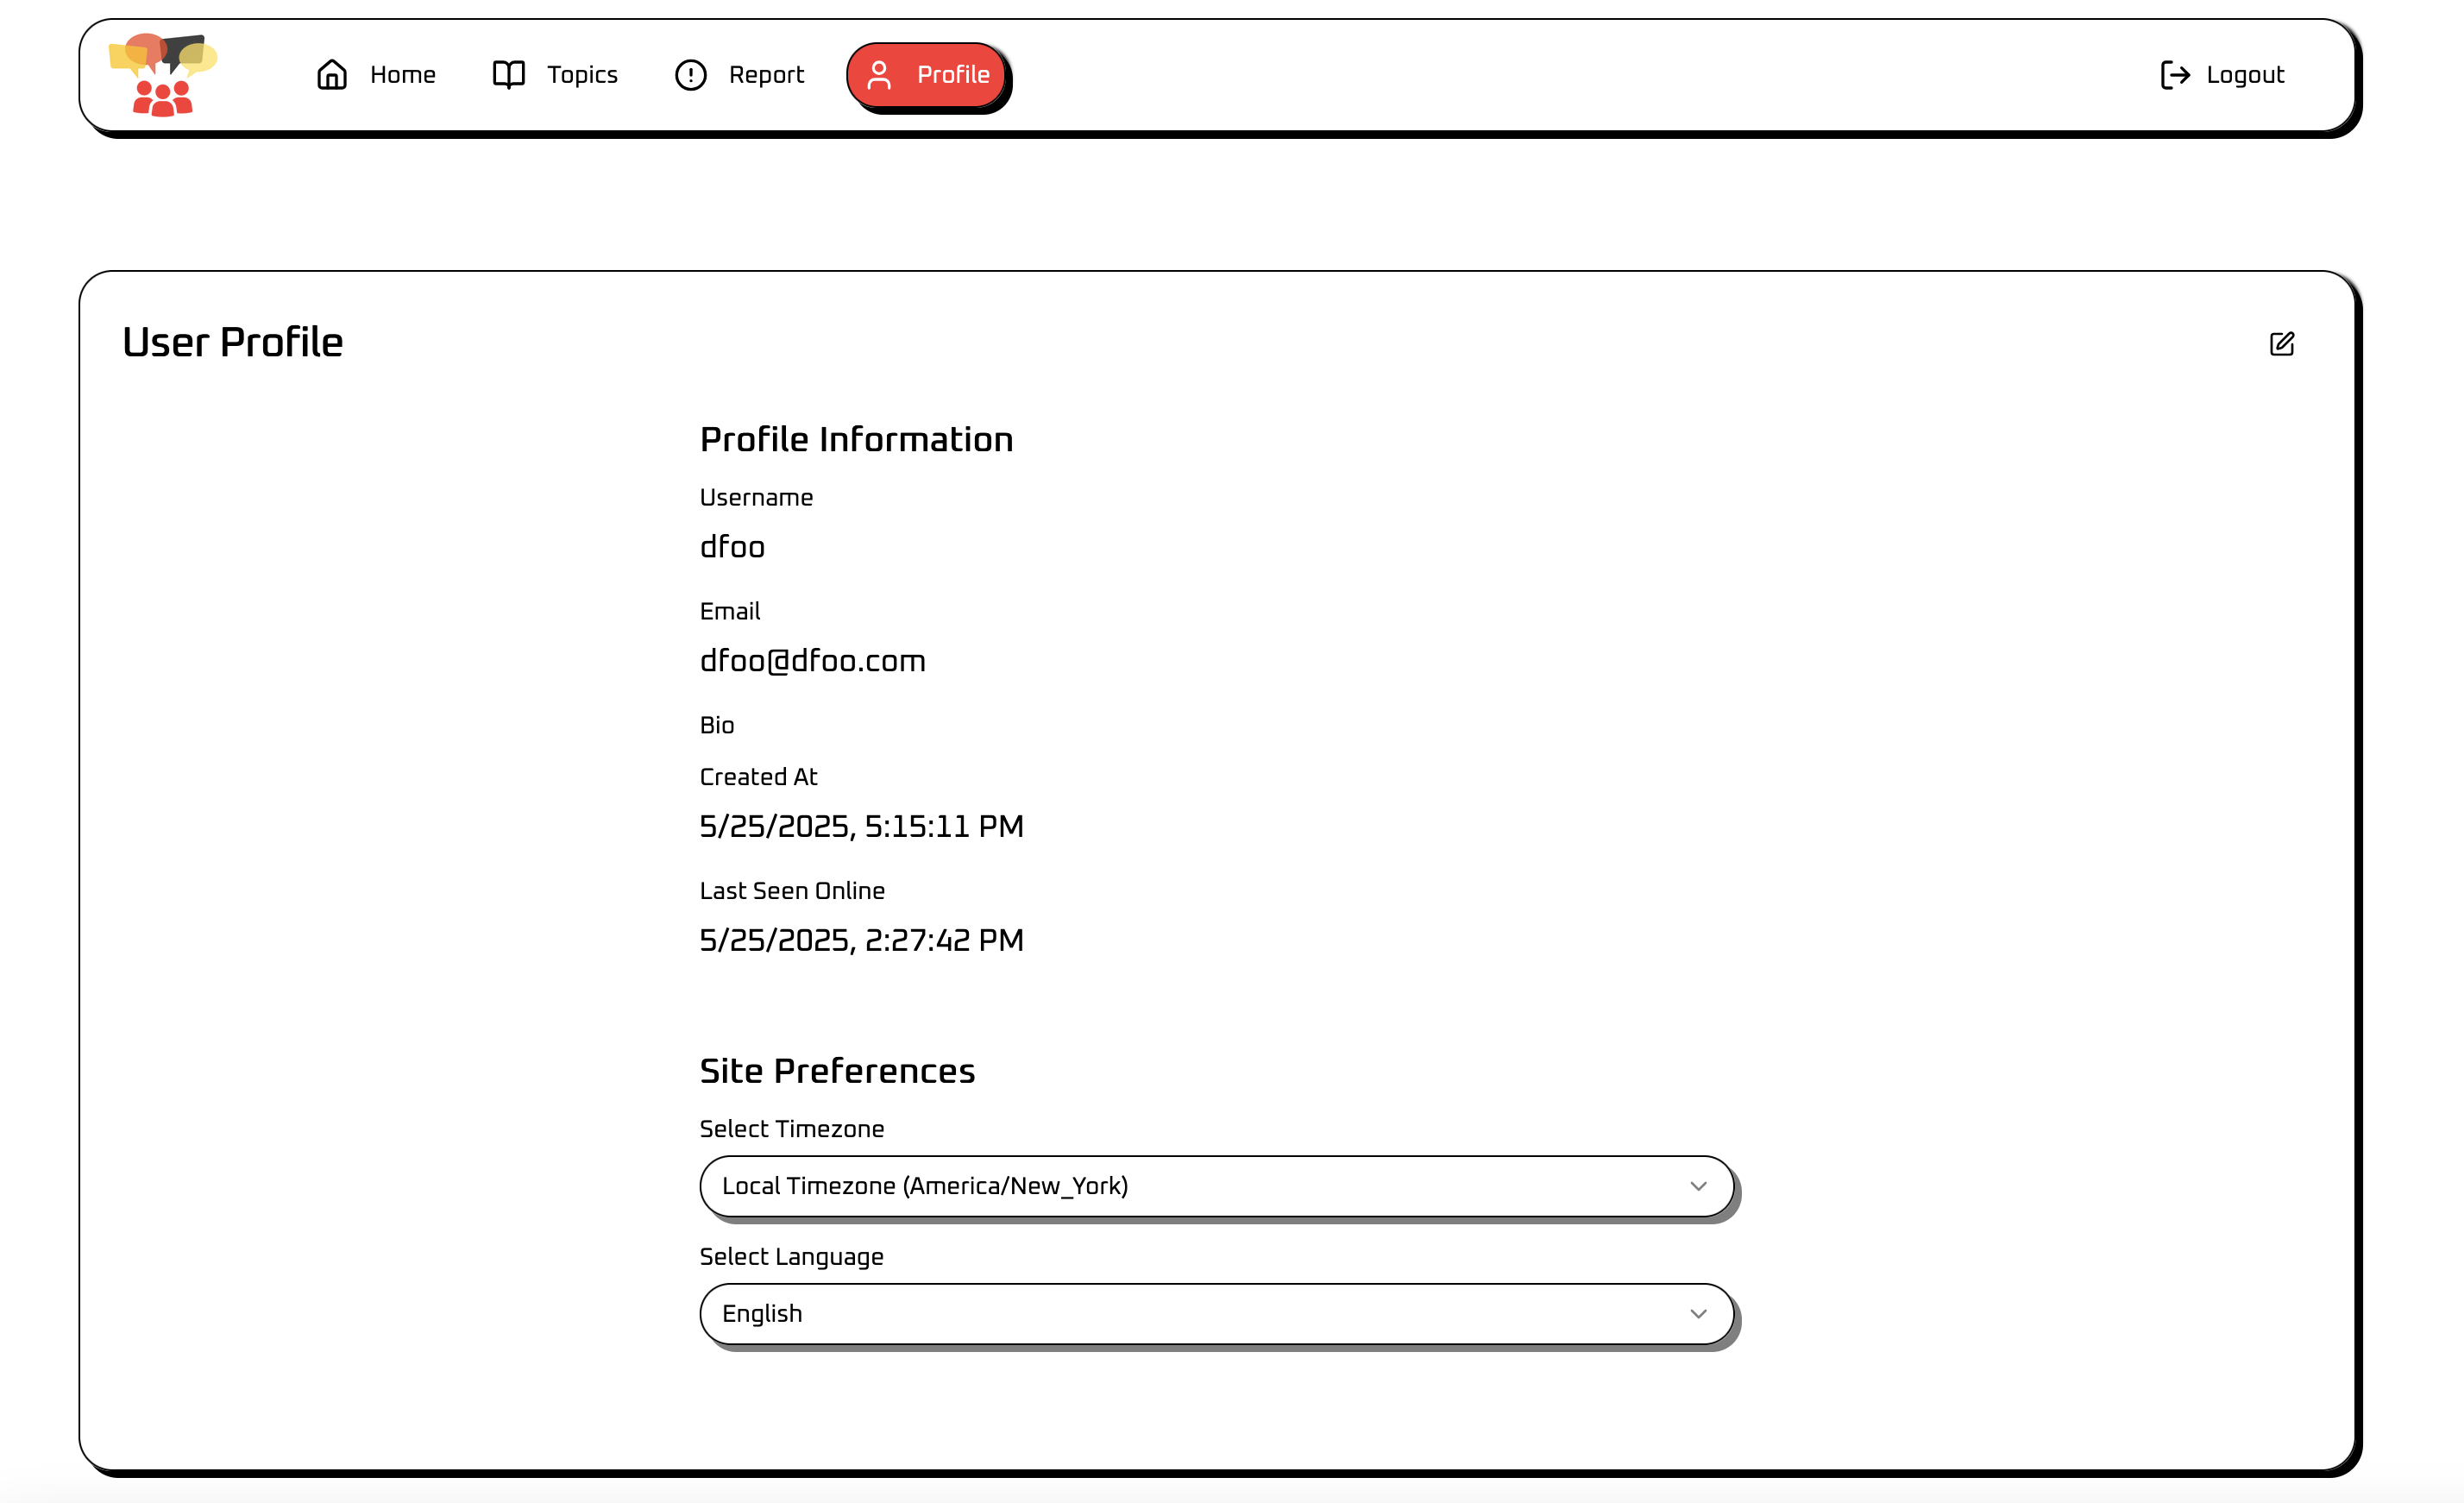 Home
Topics
Report
Profile
Logout
User Profile
Profile Information
Username
dfoo
Email
dfoo@dfoo.com
Bio
Created At
5/25/2025, 5:15:11 PM
Last Seen Online
5/25/2025, 2:27:42 PM
Site Preferences
Select Timezone
Local Timezone (America/New_York)
Select Language
English